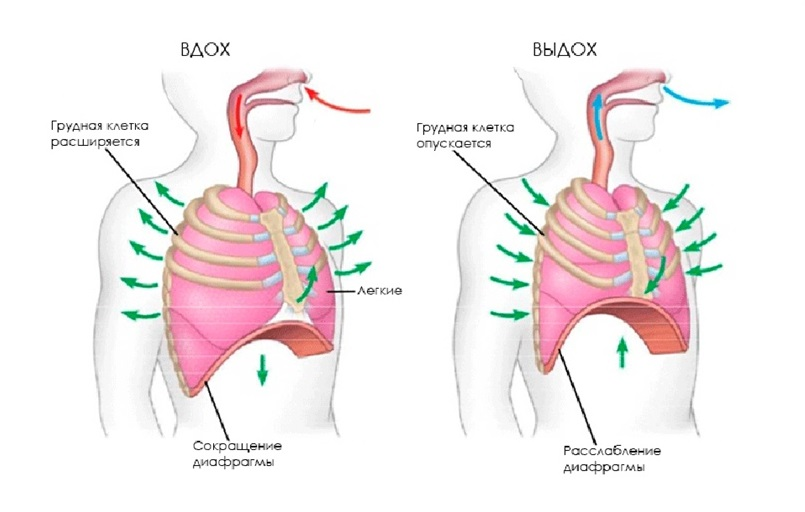 ВДОХ
Грудная клетка
расширяется
Легкие
Сокращение
диафрагмы
ВЫДОХ
Грудная клетка
опускается
Расслабление
диафрагмы